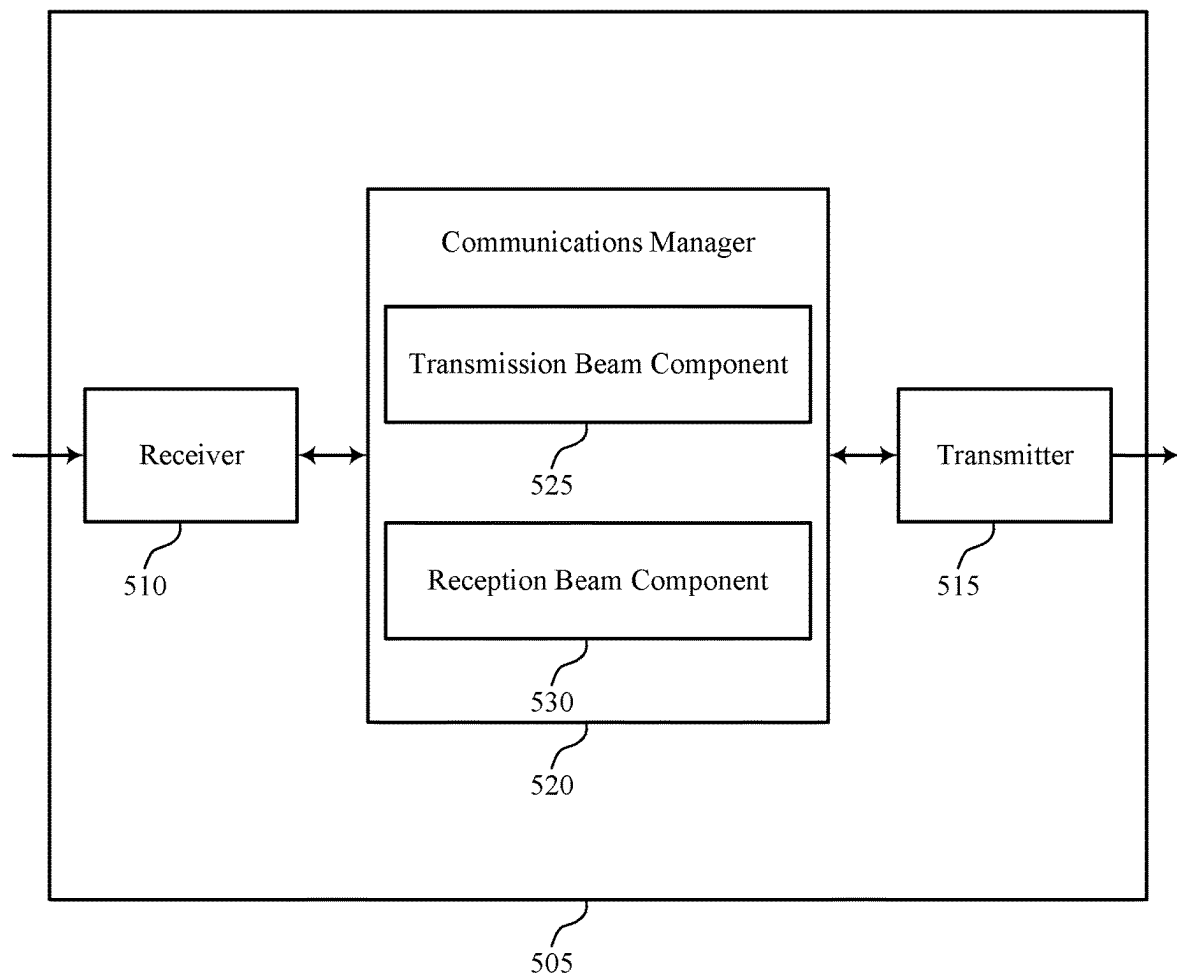 Communications Manager
Transmission Beam Component
525
Receiver
510
Transmitter
515
Reception Beam Component
530
520
505